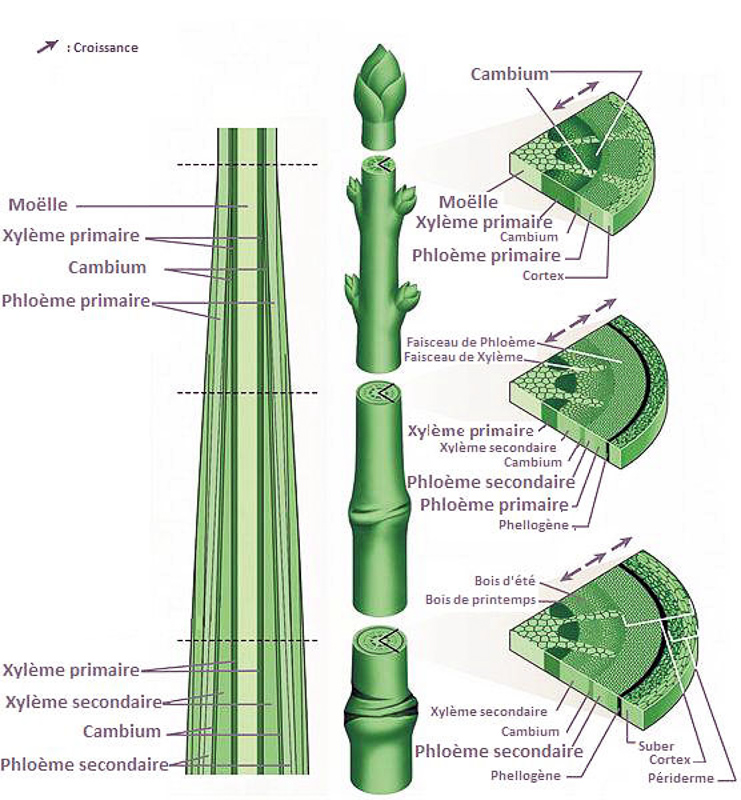 : Croissance
Moëlle
Xylème primaire
Cambium
Phloème primaire
Xylème primaire
Xylème secondaire
Cambium
Phloème secondaire
Cambium
Moëlle
Xylème primaire
Cambium
Phloème primaire
Cortex
Faisceau de Phloème
Faisceau de Xylème
Xylème primaire
Xylème secondaire
Cambium
Phloème secondaire
Phloème primaire
Phellogène
Bois d'été
Bois de printemps
Xylème secondaire
Cambium
Phloème secondaire
Phellogène
Suber
Cortex
Périderme